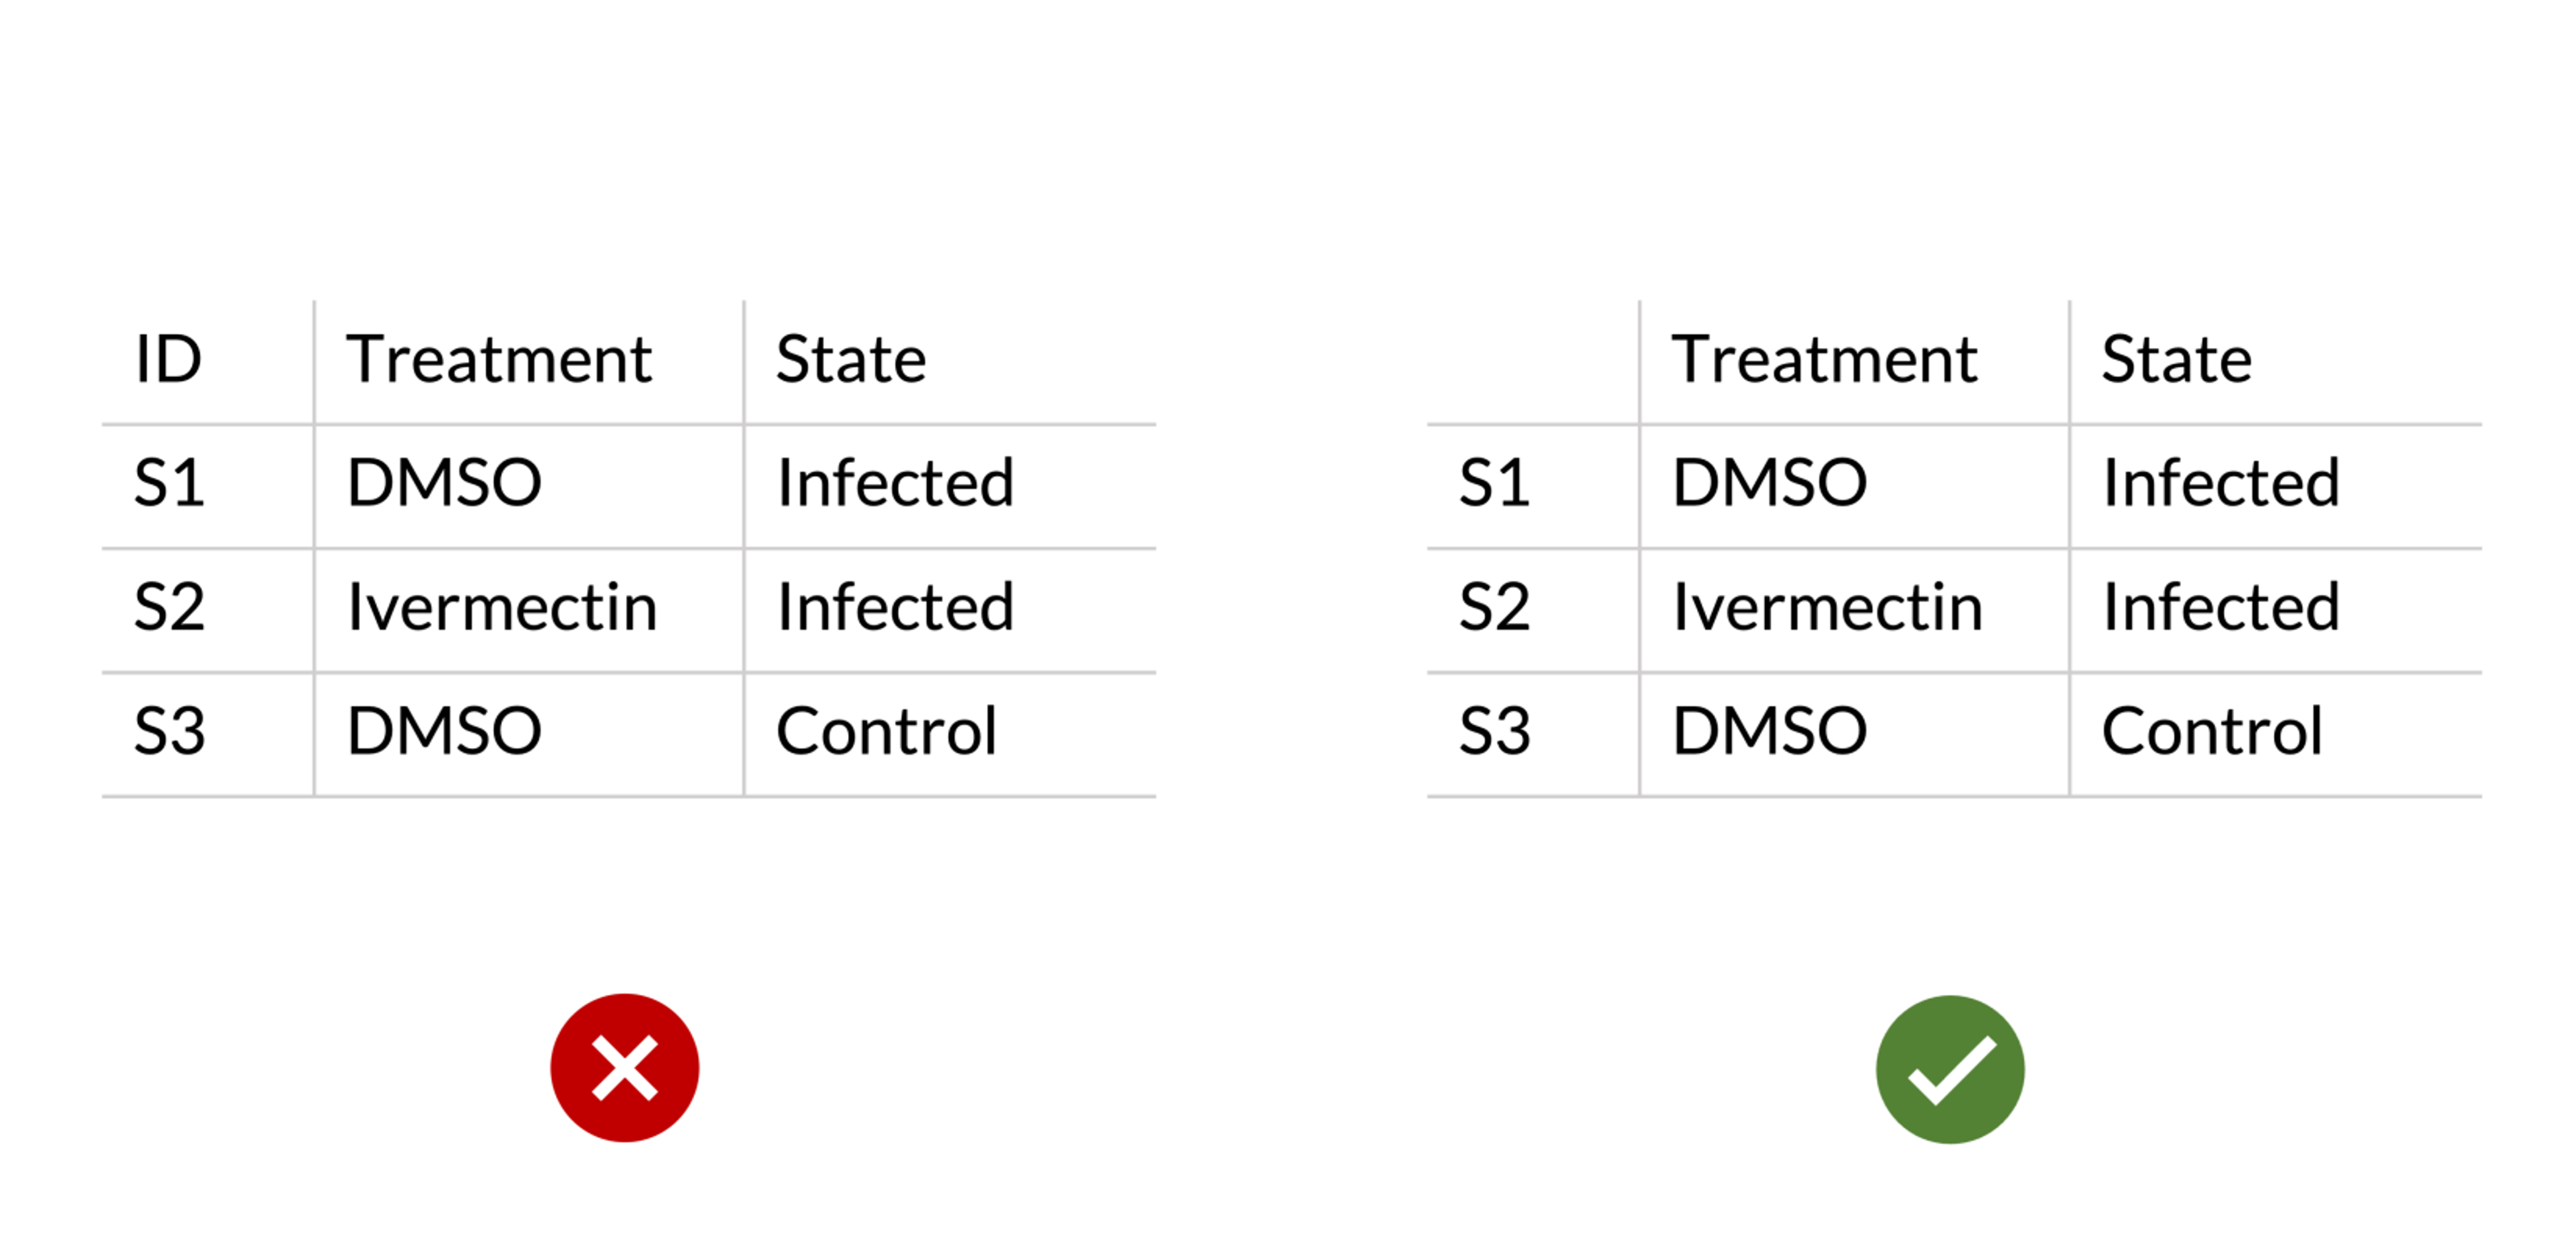 ID Treatment State
S1 DMSO Infected
S2 Ivermectin Infected
S3 DMSO Control
Treatment State
S1 DMSO Infected
S2 Ivermectin Infected
S3 DMSO Control